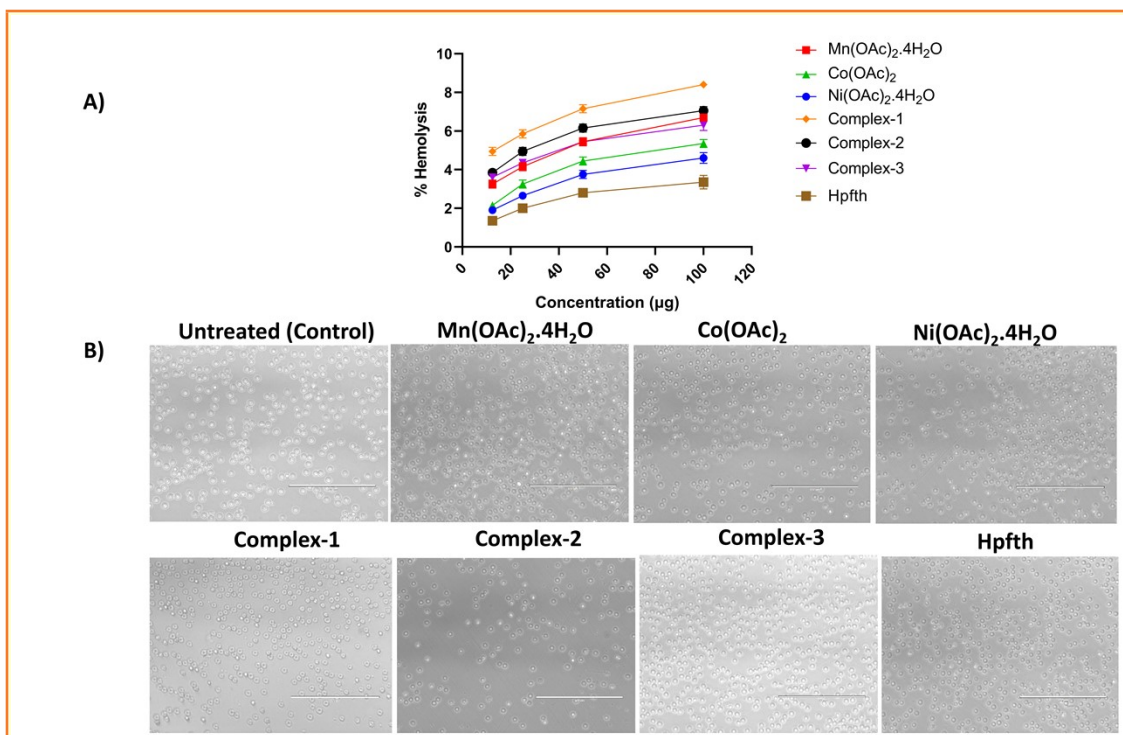 A)
10
8
6
4
2
0
% Hemolysis
0
20
40
60
80
100
120
Concentration (µg)
Mn(OAc)₂.4H₂O
Co(OAc)₂
Ni(OAc)₂.4H₂O
Complex-1
Complex-2
Complex-3
Hpfth
B)
Untreated (Control) Mn(OAc)₂.4H₂O Co(OAc)₂ Ni(OAc)₂.4H₂O
Complex-1 Complex-2 Complex-3 Hpfth